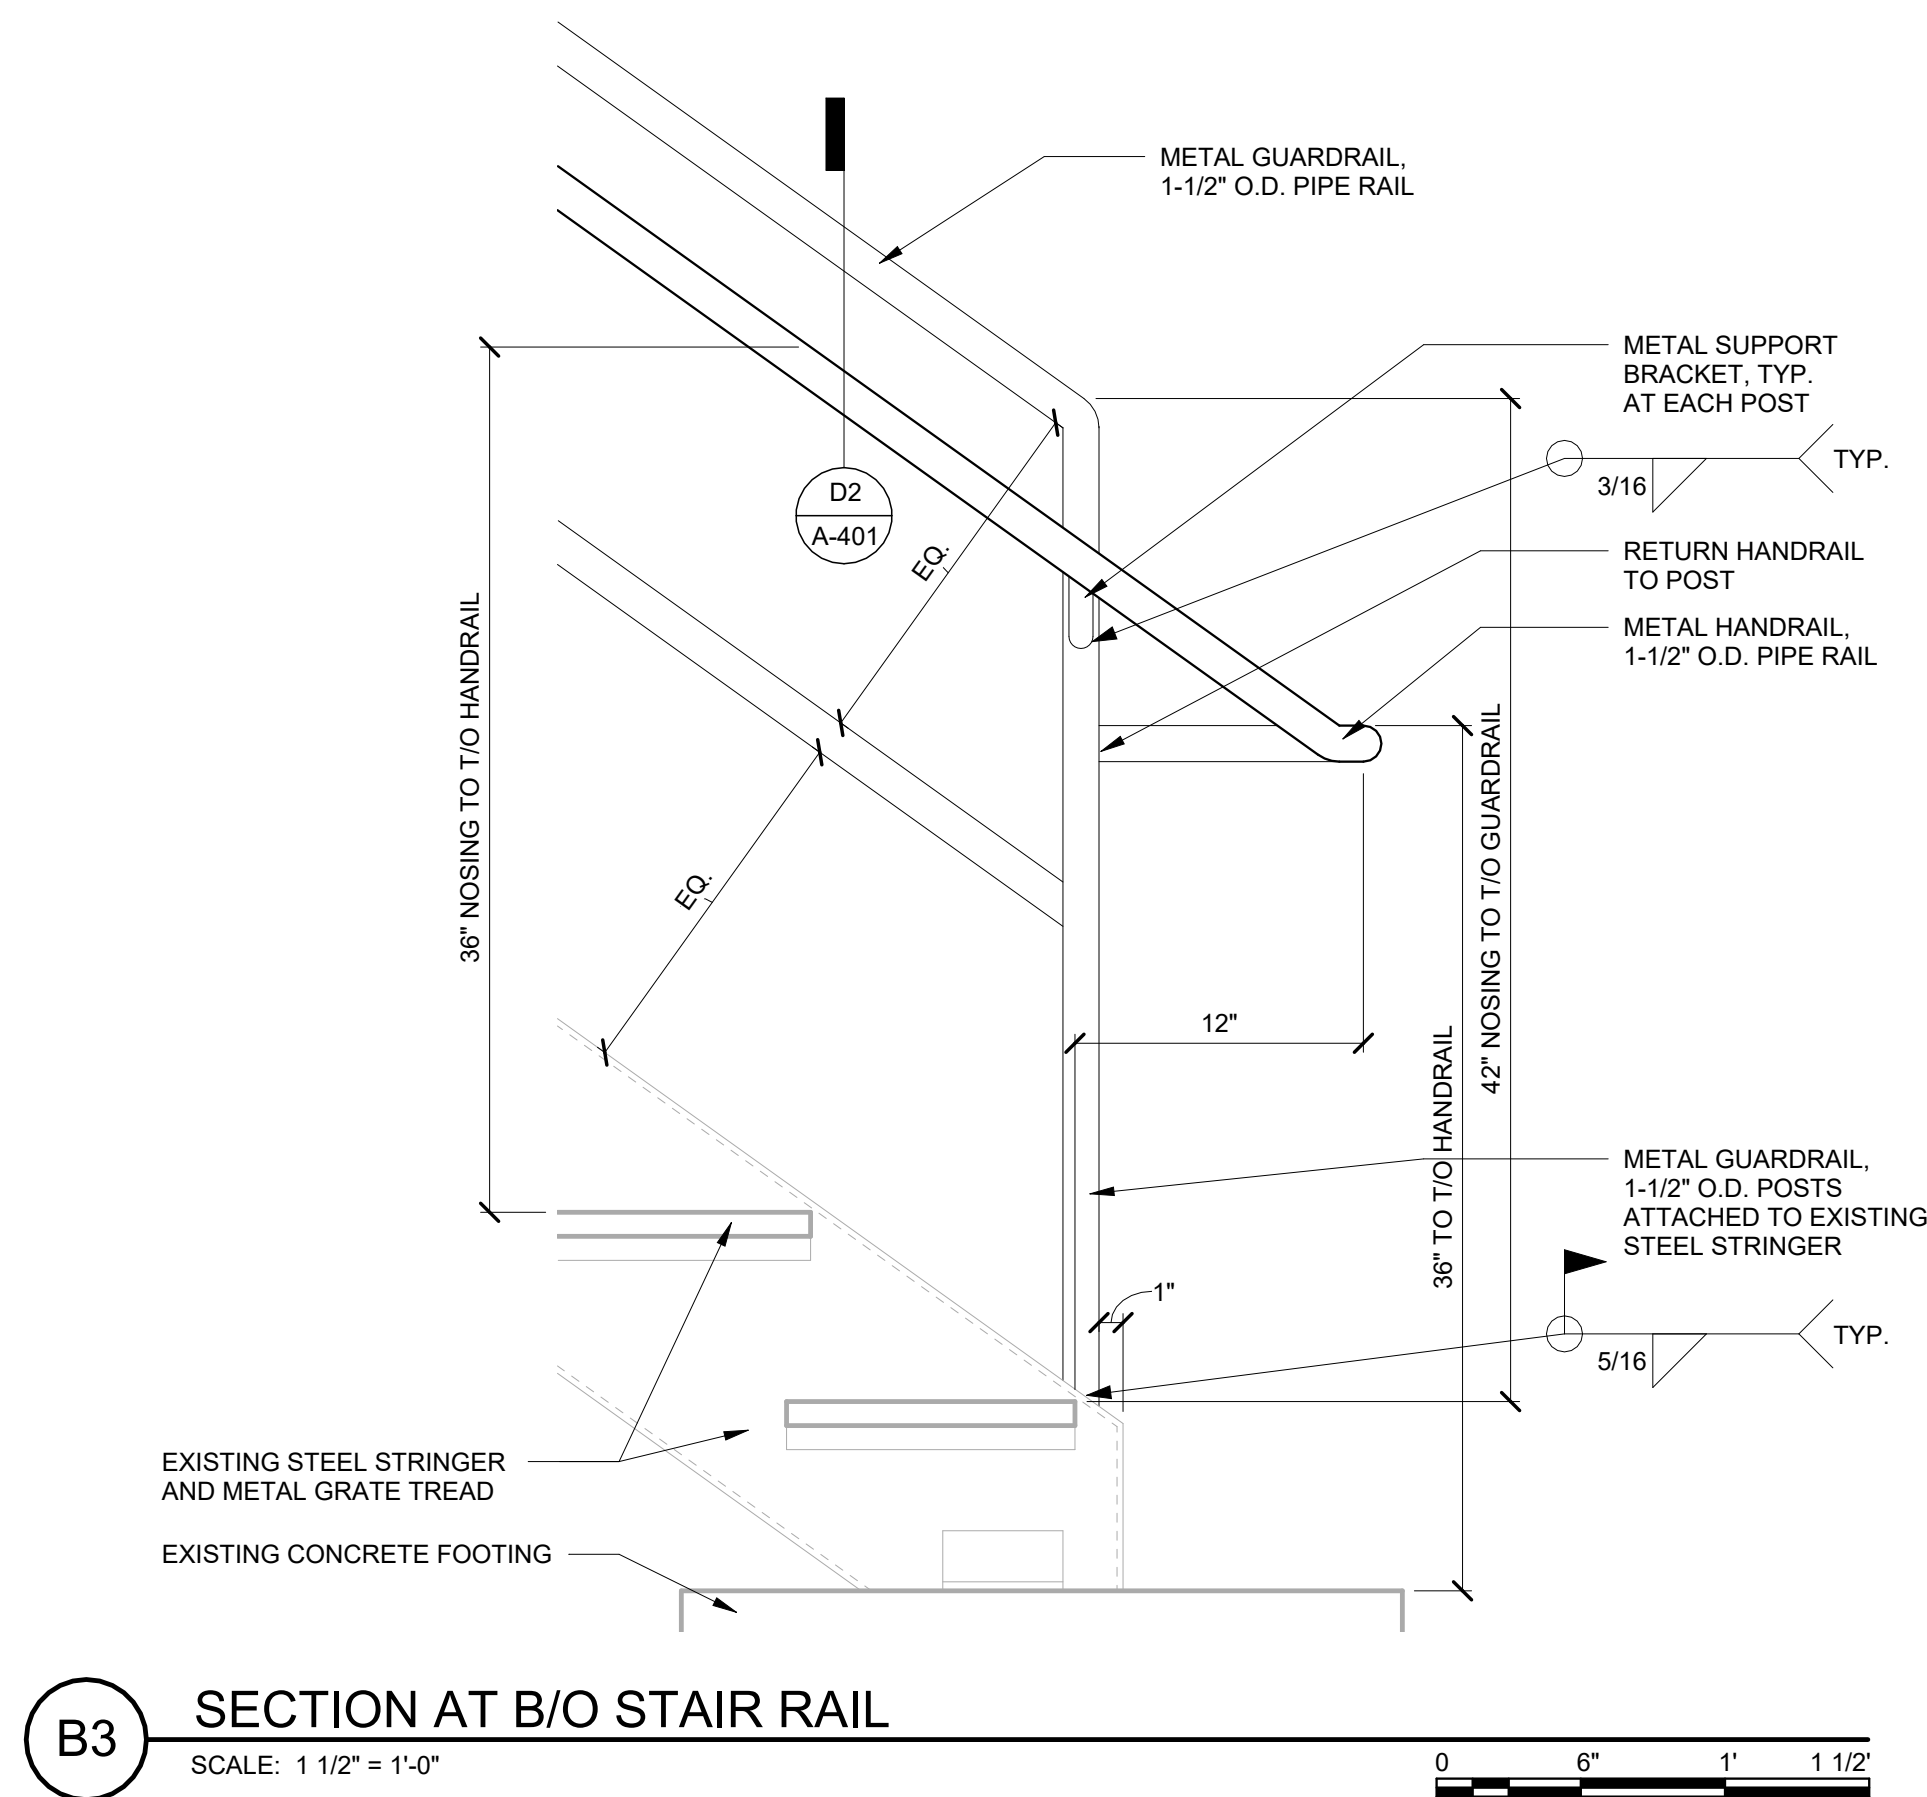 METAL GUARDRAIL,
1-1/2" O.D. PIPE RAIL
METAL SUPPORT
BRACKET, TYP.
AT EACH POST
3/16
TYP.
D2
A-401
EQ.
RETURN HANDRAIL
TO POST
METAL HANDRAIL,
1-1/2" O.D. PIPE RAIL
36" NOSING TO T/O HANDRAIL
EQ.
42" NOSING TO T/O GUARDRAIL
12"
36" TO T/O HANDRAIL
METAL GUARDRAIL,
1-1/2" O.D. POSTS
ATTACHED TO EXISTING
STEEL STRINGER
1"
5/16
TYP.
EXISTING STEEL STRINGER
AND METAL GRATE TREAD
EXISTING CONCRETE FOOTING
B3
SECTION AT B/O STAIR RAIL
SCALE: 1 1/2" = 1'-0"
0 6" 1' 1 1/2'